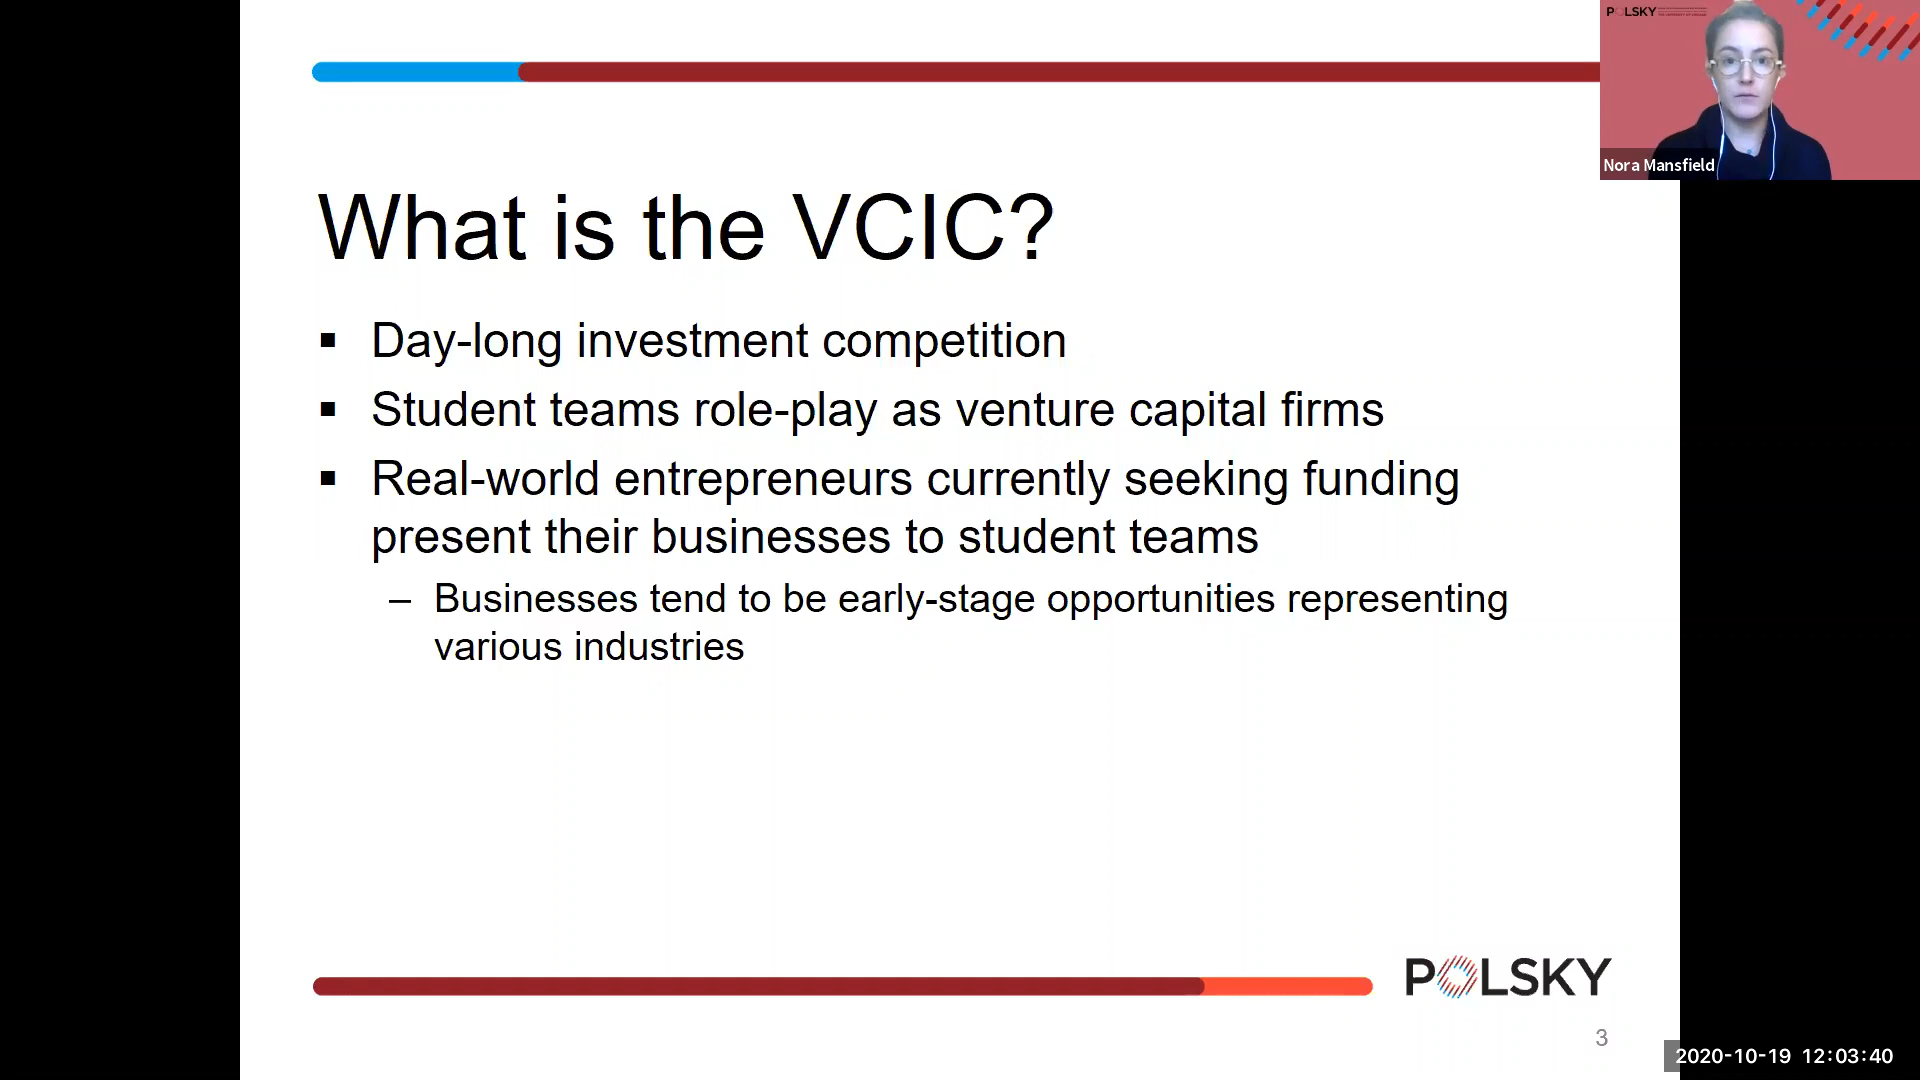 POLSKY
Nora Mansfield
What is the VCIC?
▪ Day-long investment competition
▪ Student teams role-play as venture capital firms
▪ Real-world entrepreneurs currently seeking funding
present their businesses to student teams
– Businesses tend to be early-stage opportunities representing
various industries
POLSKY
3
2020-10-19 12:03:40